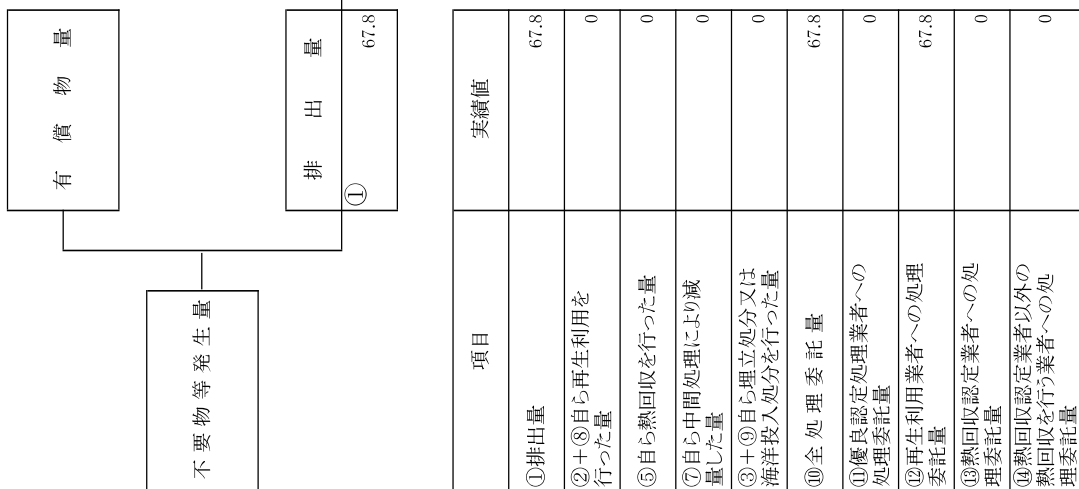 有 償 物 量
不 要 物 等 発 生 量
排 出 量
①
67.8
項目 実績値
①排出量 67.8
②+⑧自ら再生利用を
行った量 0
⑤自ら熱回収を行った量 0
⑦自ら中間処理により減
量した量 0
③+⑨自ら埋立処分又は
海洋投入処分を行った量 0
⑩全 処 理 委 託 量 67.8
⑪優良認定処理業者への
処理委託量 0
⑫再生利用業者への処理
委託量 67.8
⑬熱回収認定業者への処
理委託量 0
⑭熱回収認定業者以外の
熱回収を行う業者への処
理委託量 0